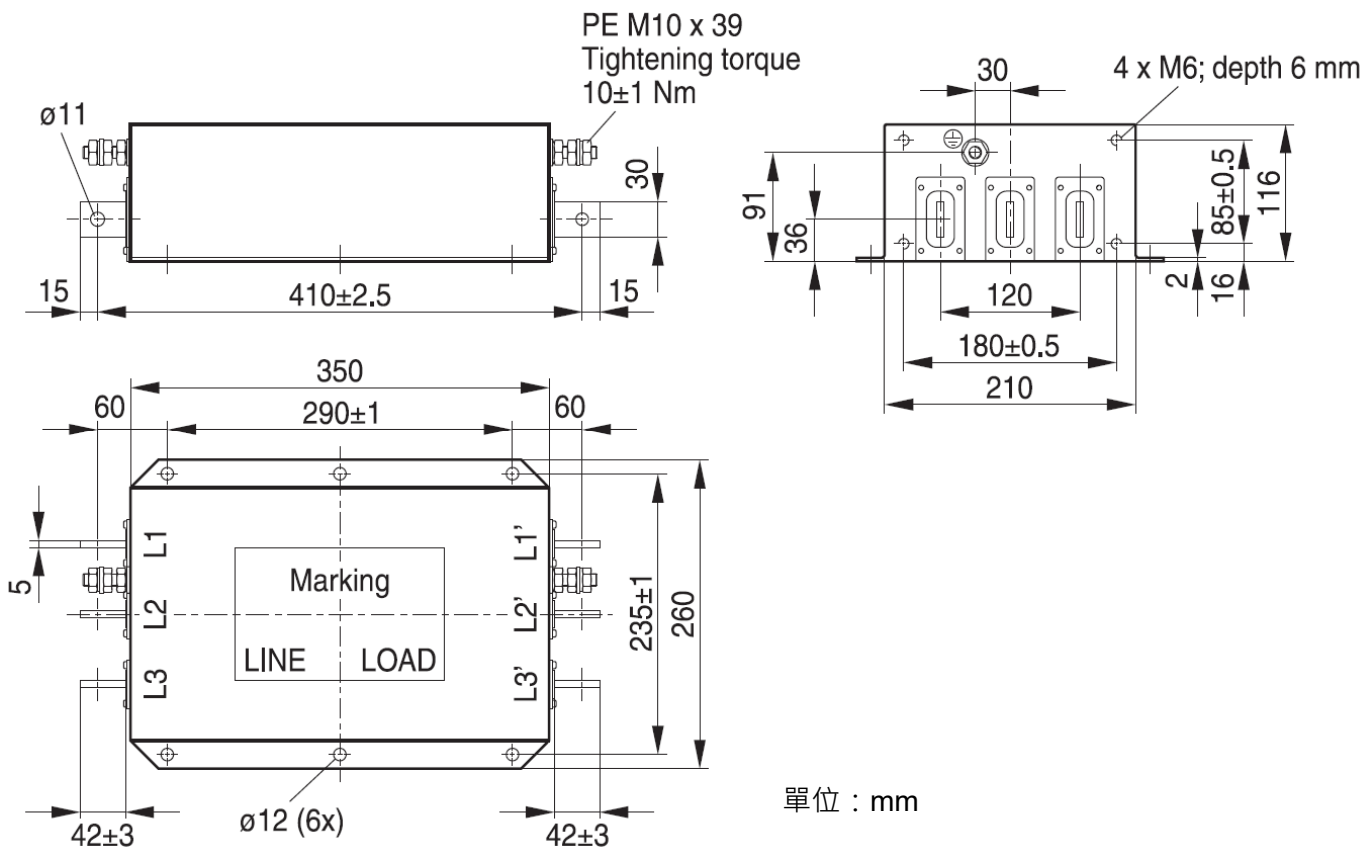 PE M10 x 39
Tightening torque
10±1 Nm
ø11
30
15
410±2.5
15
30
4 x M6; depth 6 mm
91
36
85±0.5
116
2
16
120
180±0.5
210
350
60
290±1
60
L1
L2
L3
5
Marking
LINE LOAD
L1'
L2'
L3'
235±1
260
42±3
ø12 (6x)
42±3
單位：mm